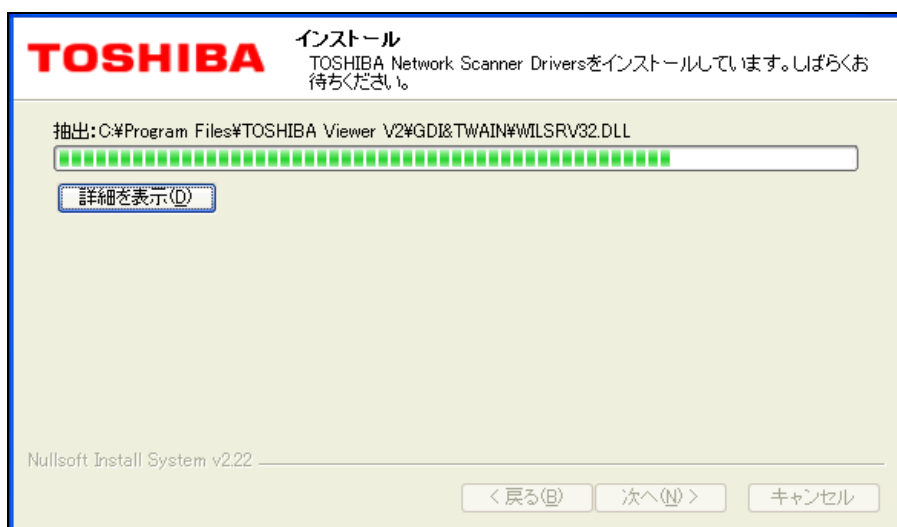 TOSHIBA
インストール
TOSHIBA Network Scanner Driversをインストールしています。しばらくお
待ちください。
抽出:C:¥Program Files¥TOSHIBA Viewer V2¥GDI&TWAIN¥WILSRV32.DLL
詳細を表示(D)
Nullsoft Install System v2.22
< 戻る(B)
次へ(N) >
キャンセル